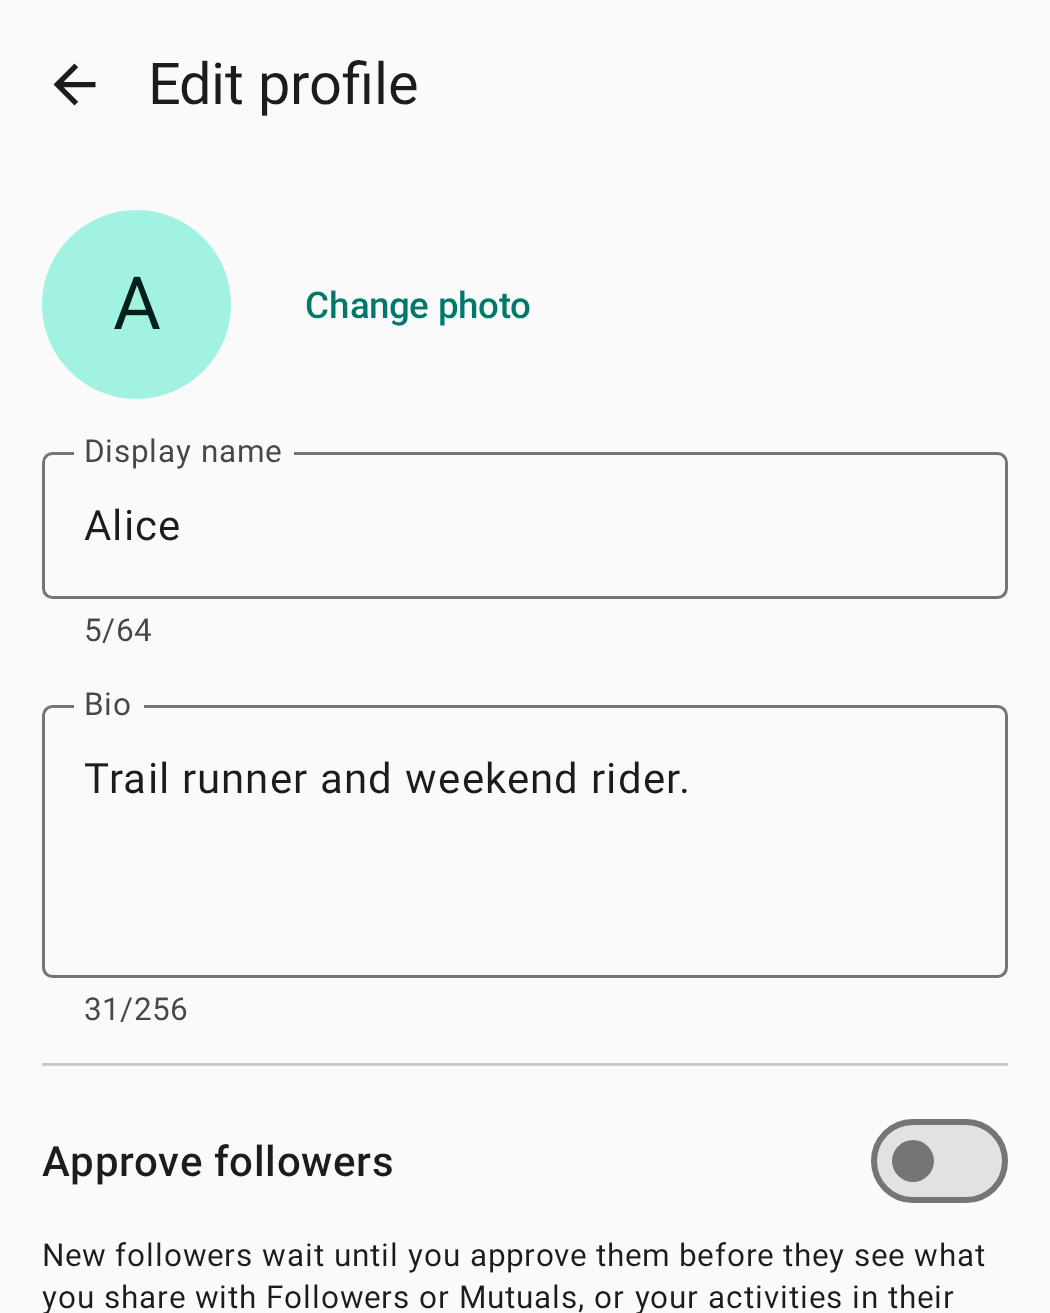 Edit profile
A
Change photo
Display name
Alice
5/64
Bio
Trail runner and weekend rider.
31/256
Approve followers
New followers wait until you approve them before they see what
you share with Followers or Mutuals, or your activities in their